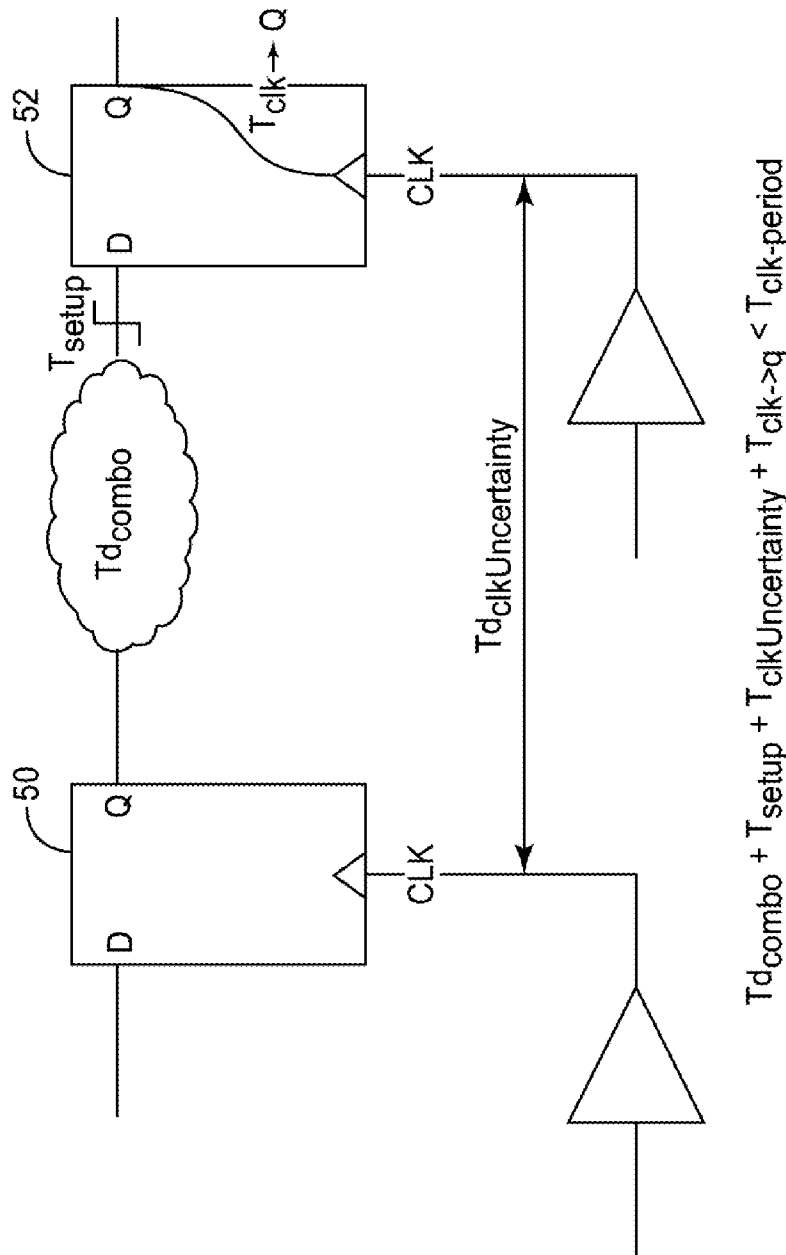 50
52
D
Q
Td_combo
T_setup
D
Q
T_clk → Q
CLK
CLK
Td_clkUncertainty
Td_combo + T_setup + T_clkUncertainty + T_clk->q < T_clk-period